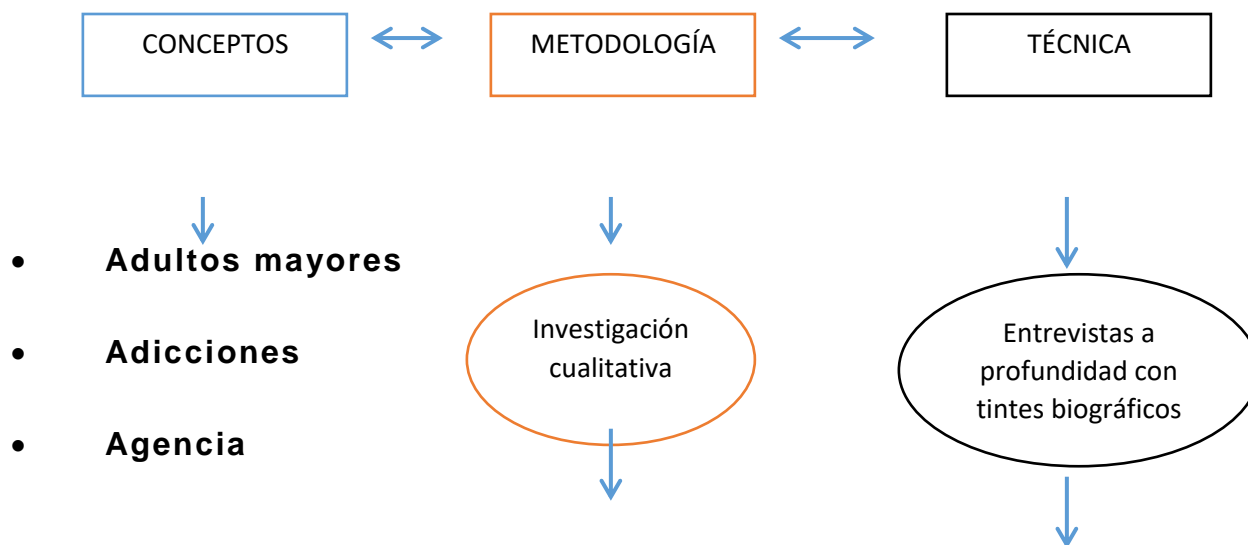 CONCEPTOS
METODOLOGÍA
TÉCNICA
• Adultos mayores
• Adicciones
• Agencia
Investigación
cualitativa
Entrevistas a
profundidad con
tintes biográficos